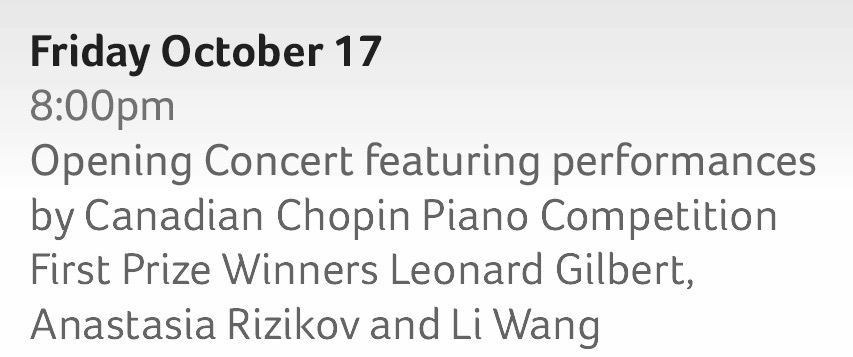 Friday October 17
8:00pm
Opening Concert featuring performances
by Canadian Chopin Piano Competition
First Prize Winners Leonard Gilbert,
Anastasia Rizikov and Li Wang